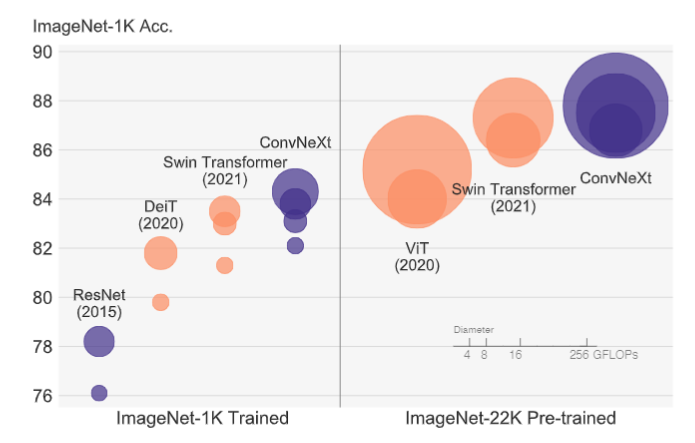 ImageNet-1K Acc.
90
88
86
84
82
80
78
76
ConvNeXt
Swin Transformer
(2021)
DeiT
(2020)
ResNet
(2015)
Swin Transformer
(2021)
ConvNeXt
ViT
(2020)
Diameter
4 8 16 256 GFLOPs
ImageNet-1K Trained
ImageNet-22K Pre-trained